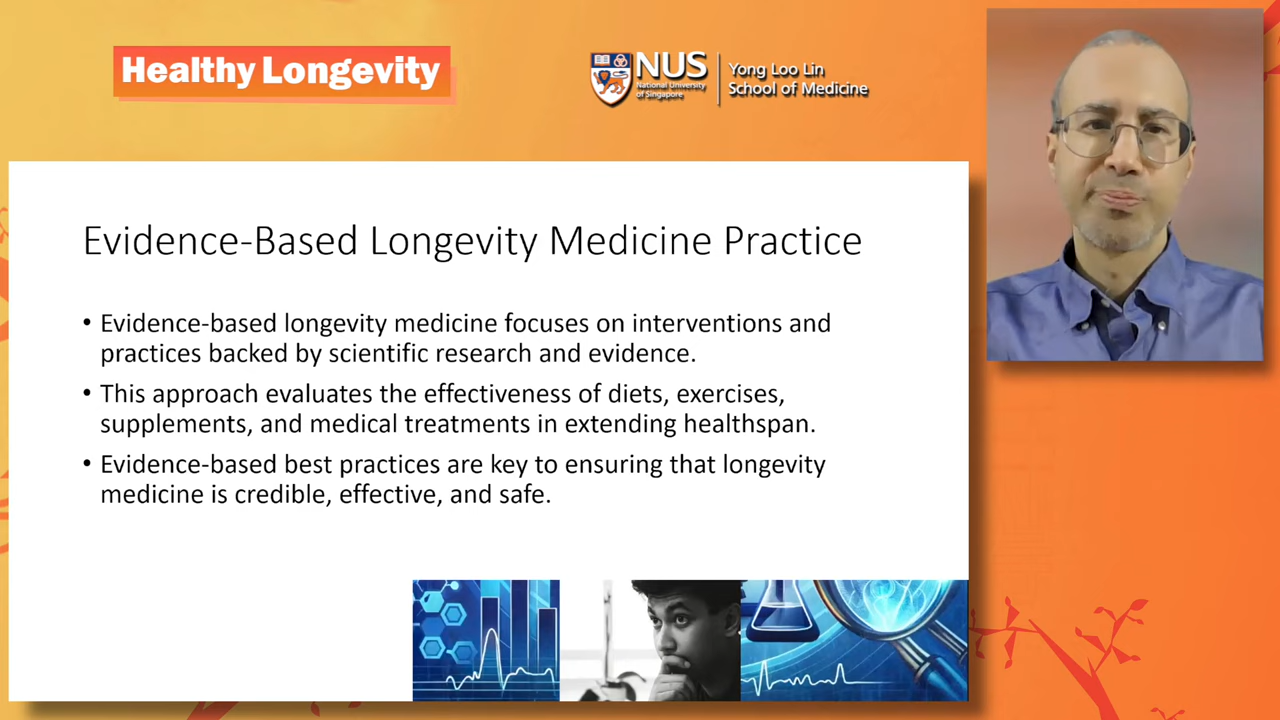 Healthy Longevity
NUS
National University
of Singapore
Yong Loo Lin
School of Medicine
Evidence-Based Longevity Medicine Practice
• Evidence-based longevity medicine focuses on interventions and
practices backed by scientific research and evidence.
• This approach evaluates the effectiveness of diets, exercises,
supplements, and medical treatments in extending healthspan.
• Evidence-based best practices are key to ensuring that longevity
medicine is credible, effective, and safe.